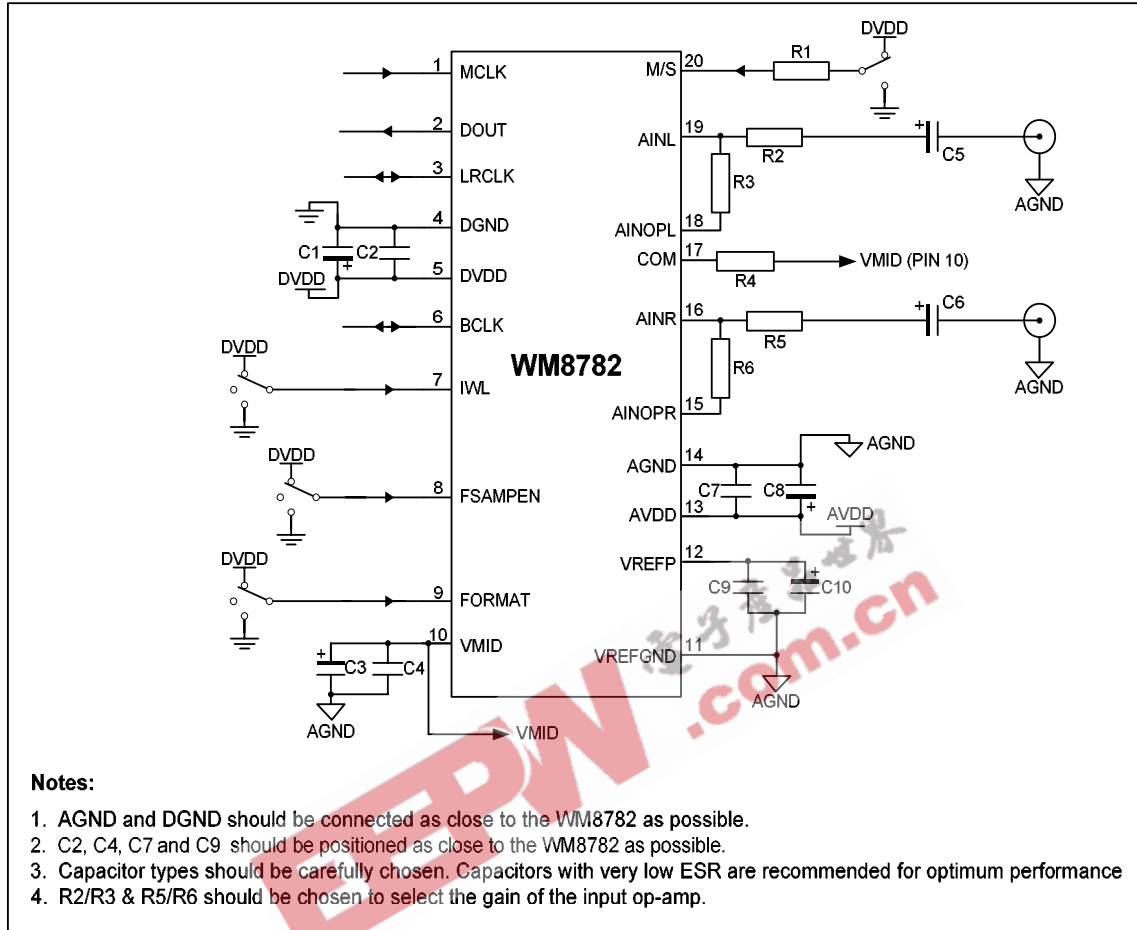 DVDD
R1
1 MCLK
M/S 20
2 DOUT
AINL 19
R2
+
C5
3 LRCLK
R3
AGND
4 DGND
AINOPL 18
C1
C2
+
COM 17
R4
VMID (PIN 10)
5 DVDD
DVDD
6 BCLK
AINR 16
R5
+
C6
DVDD
WM8782
R6
7 IWL
AGND
AINOPR 15
AGND 14
AGND
DVDD
8 FSAMPEN
C7
C8
+
AVDD 13
AVDD
DVDD
VREFP 12
C9
+
C10
9 FORMAT
10 VMID
+
C3
C4
VREFGND 11
AGND
AGND
VMID
電子産品世界
EEPW.com.cn
Notes:
1. AGND and DGND should be connected as close to the WM8782 as possible.
2. C2, C4, C7 and C9 should be positioned as close to the WM8782 as possible.
3. Capacitor types should be carefully chosen. Capacitors with very low ESR are recommended for optimum performance
4. R2/R3 & R5/R6 should be chosen to select the gain of the input op-amp.